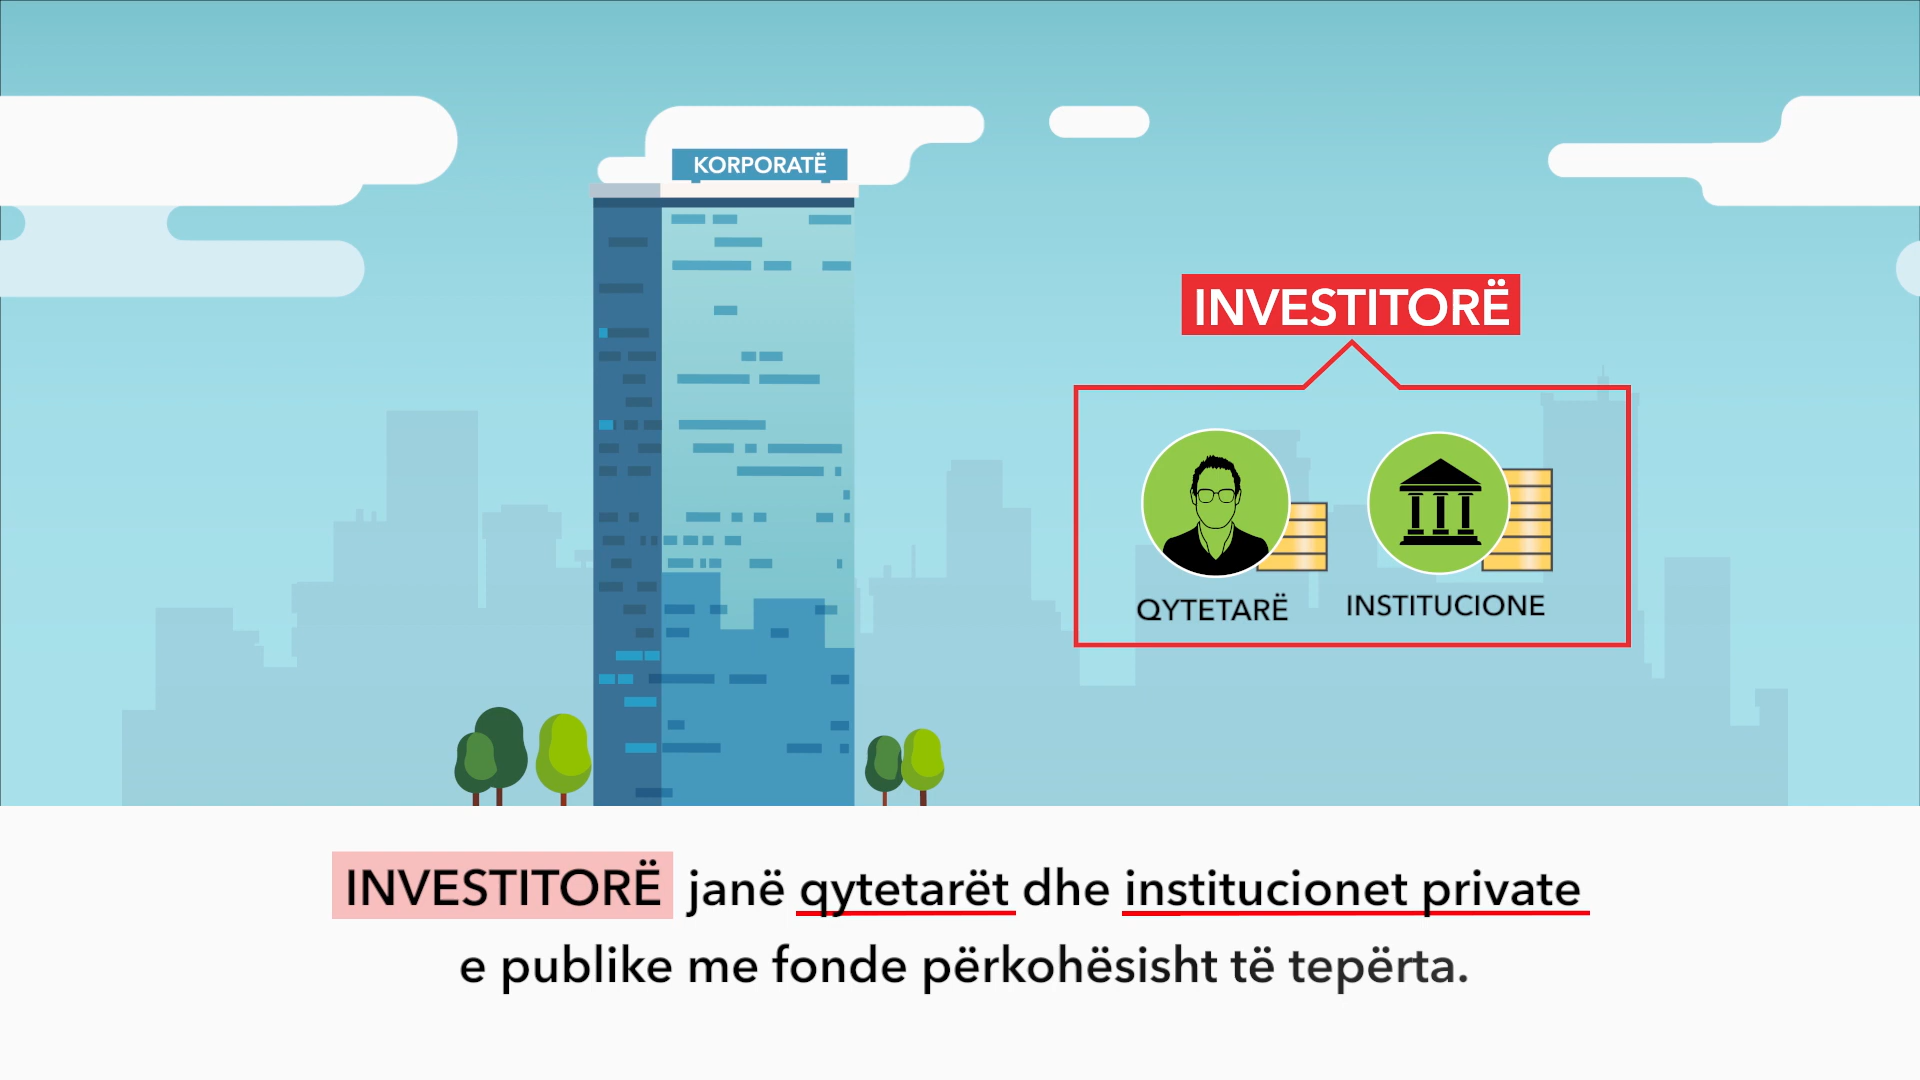 KORPORATË
INVESTITORË
QYTETARË
INSTITUCIONE
INVESTITORË janë qytetarët dhe institucionet private
e publike me fonde përkohësisht të tepërta.